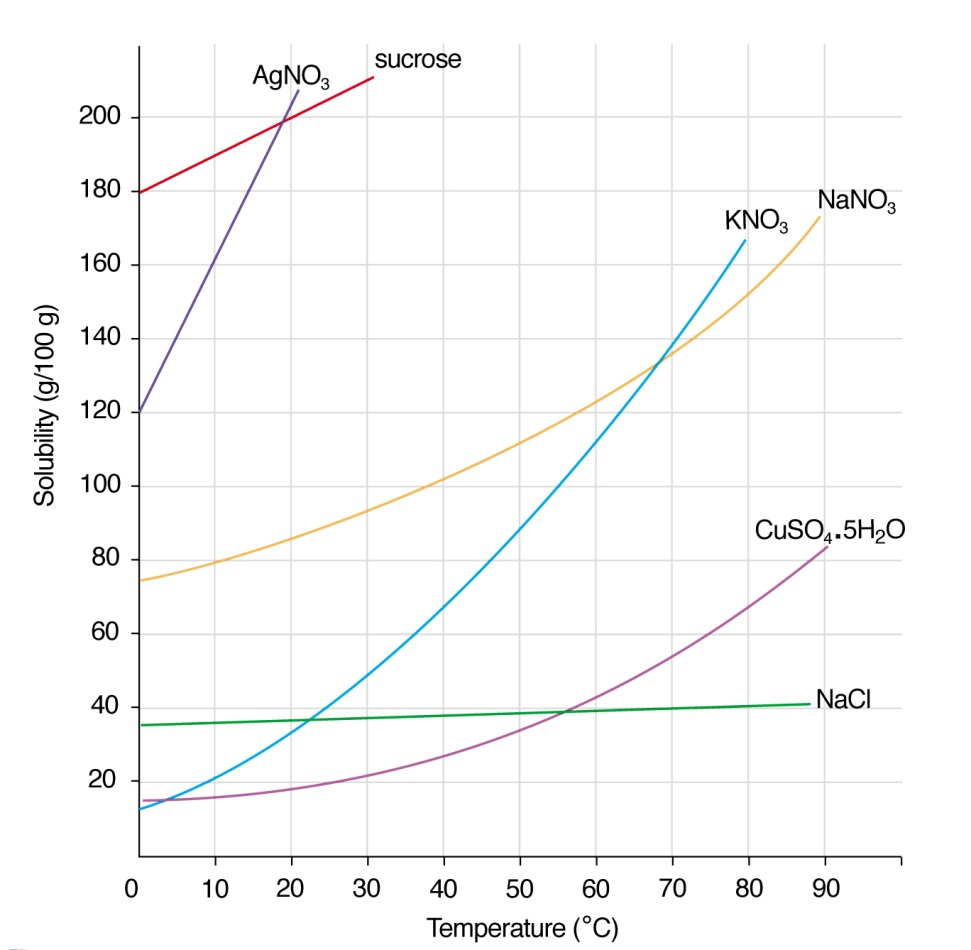 sucrose
AgNO₃
200
180
NaNO₃
KNO₃
160
140
120
100
CuSO₄.5H₂O
80
60
40
NaCl
20
0 10 20 30 40 50 60 70 80 90
Solubility (g/100 g)
Temperature (°C)